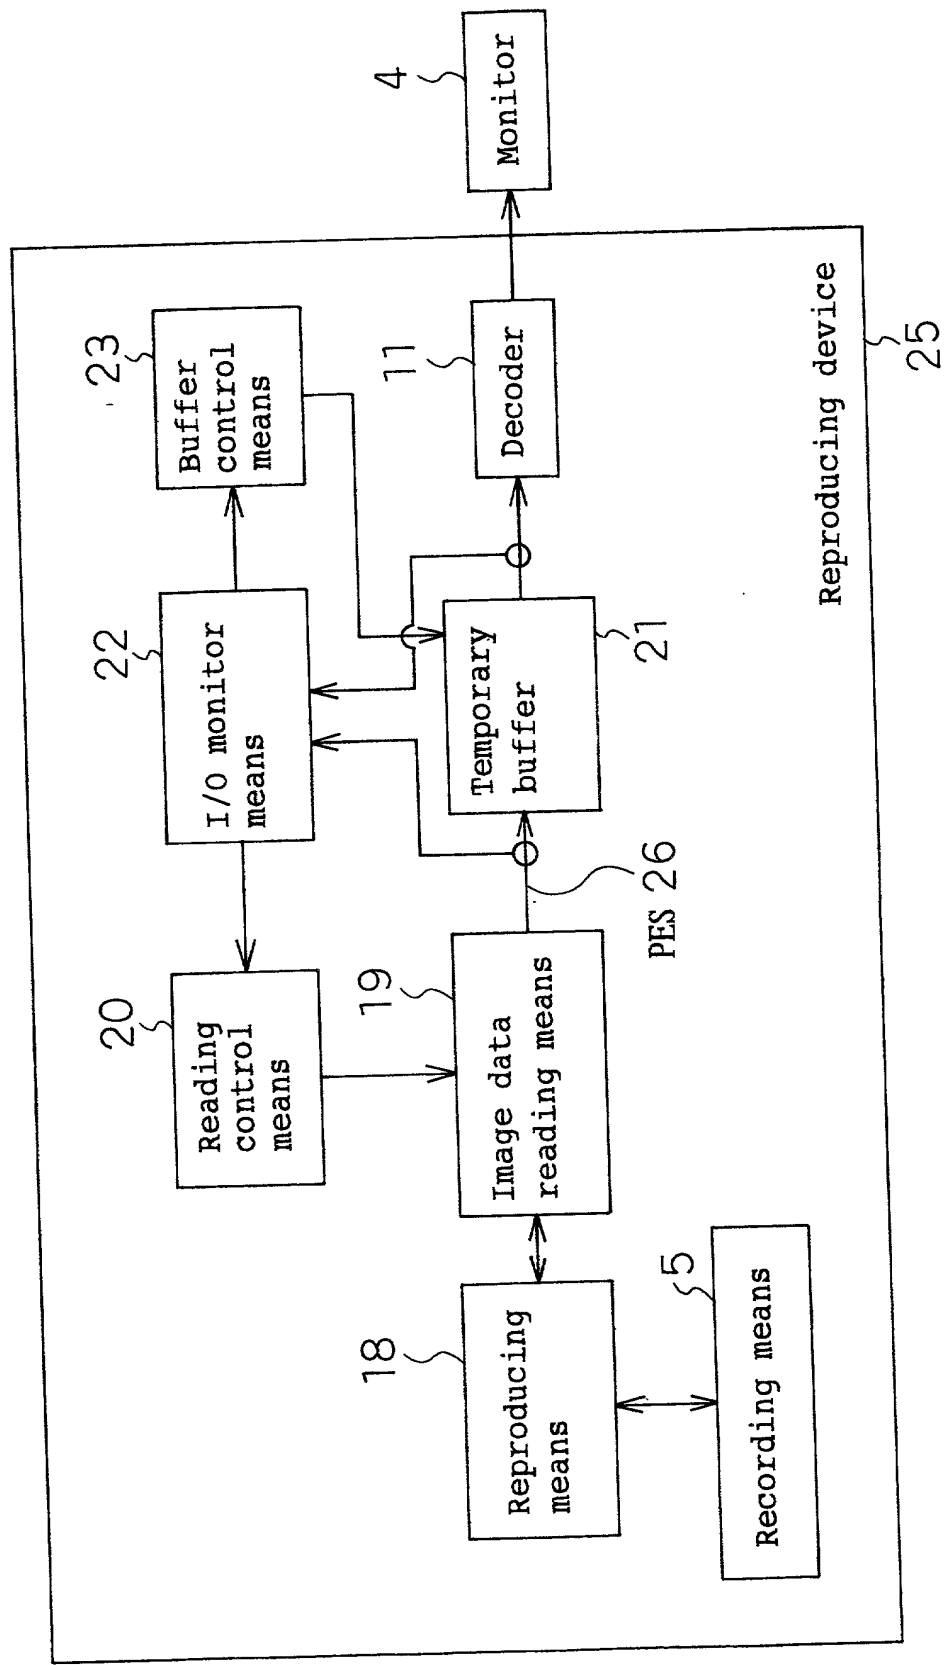 20
Reading
control
means
22
I/O monitor
means
23
Buffer
control
means
18
Reproducing
means
19
Image data
reading means
PES 26
Temporary
buffer
21
11
Decoder
4
Monitor
5
Recording means
Reproducing device
25